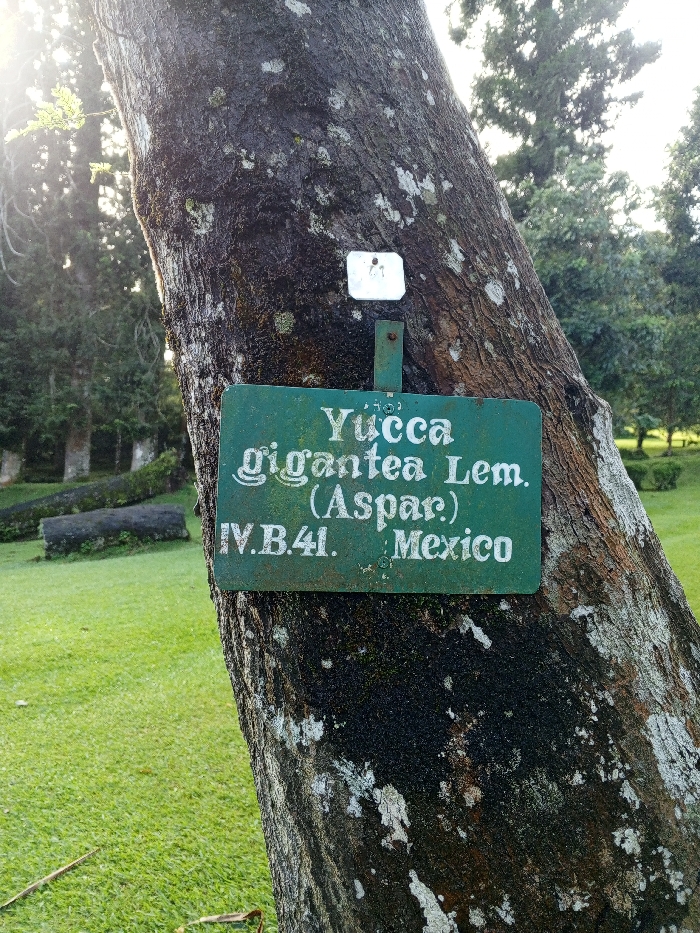 Yucca
gigantea Lem.
(Aspar.)
IV.B.41. Mexico